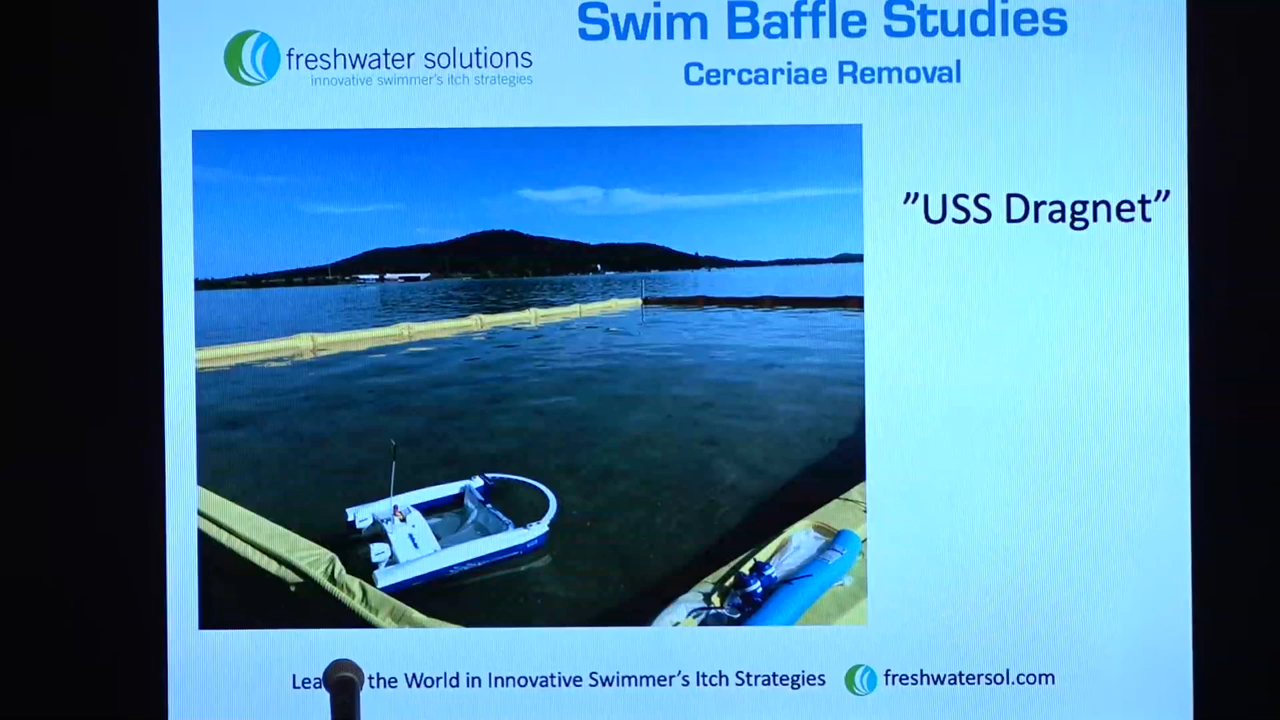 Swim Baffle Studies
freshwater solutions
innovative swimmer's itch strategies
Cercariae Removal
”USS Dragnet”
Lea the World in Innovative Swimmer’s Itch Strategies
freshwatersol.com